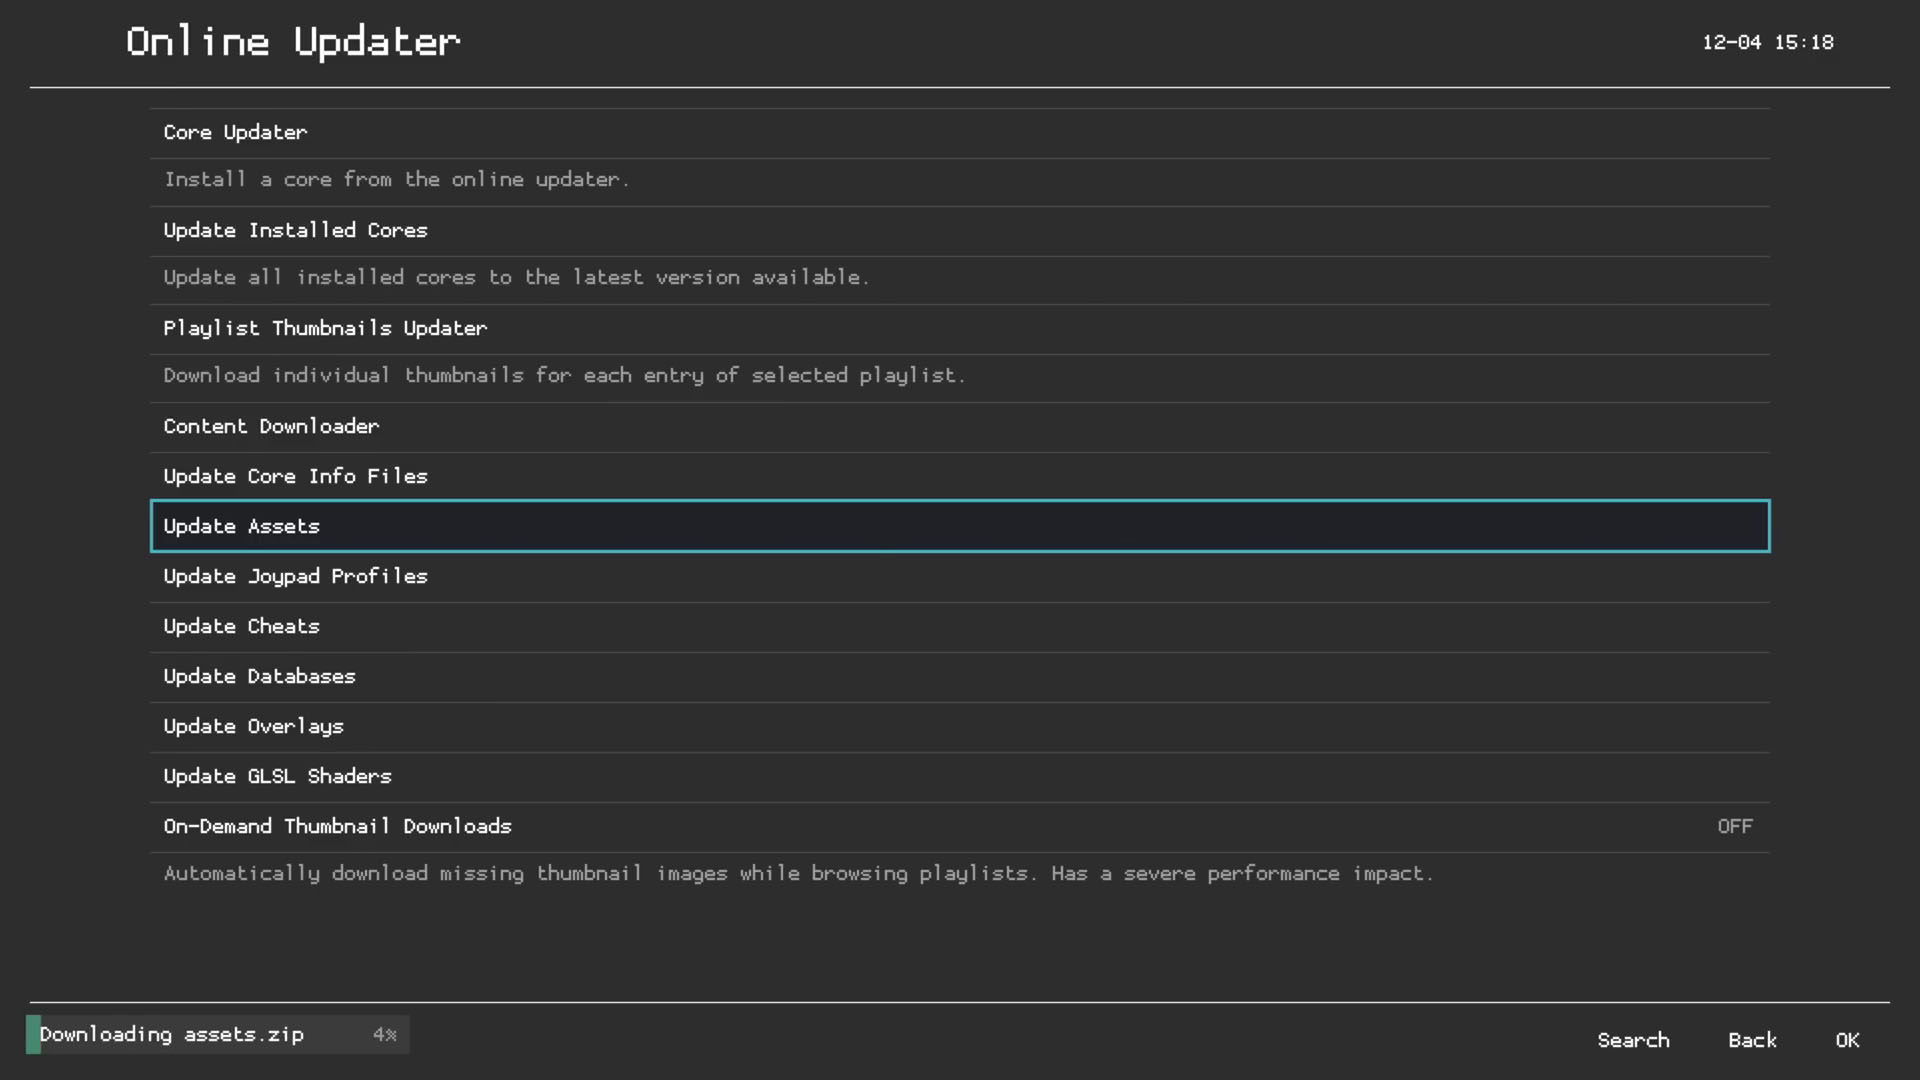 Online Updater
12-04 15:18
Core Updater
Install a core from the online updater.
Update Installed Cores
Update all installed cores to the latest version available.
Playlist Thumbnails Updater
Download individual thumbnails for each entry of selected playlist.
Content Downloader
Update Core Info Files
Update Assets
Update Joypad Profiles
Update Cheats
Update Databases
Update Overlays
Update GLSL Shaders
On-Demand Thumbnail Downloads OFF
Automatically download missing thumbnail images while browsing playlists. Has a severe performance impact.
Downloading assets.zip 4%
Search Back OK